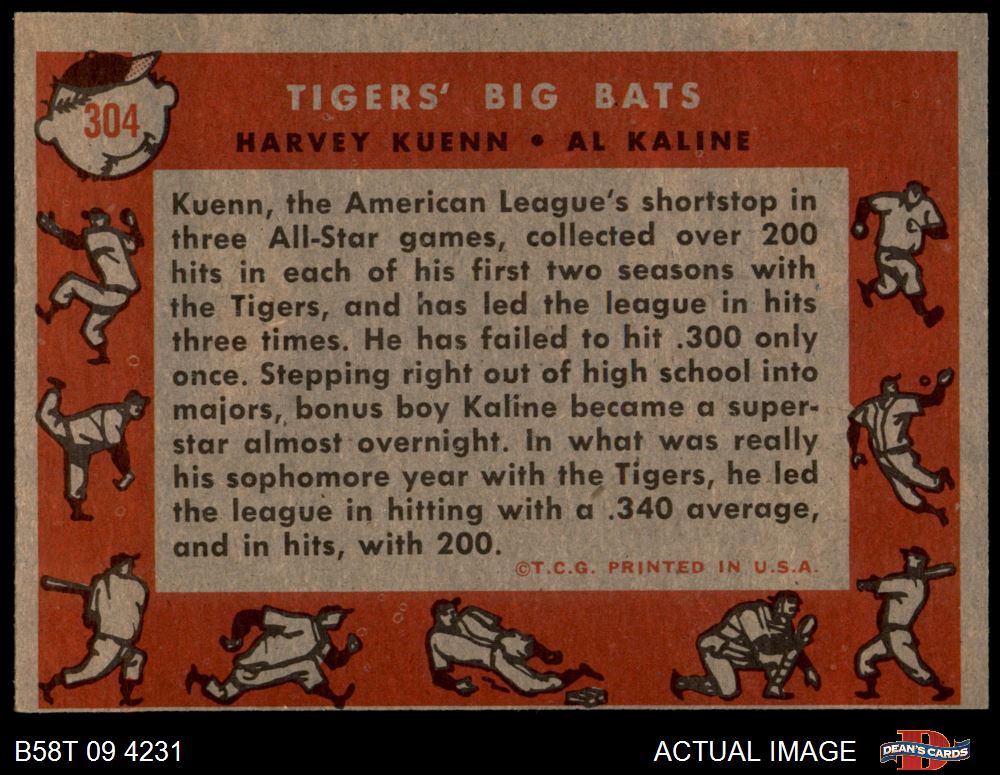 304
TIGERS' BIG BATS
HARVEY KUENN • AL KALINE
Kuenn, the American League's shortstop in
three All-Star games, collected over 200
hits in each of his first two seasons with
the Tigers, and has led the league in hits
three times. He has failed to hit .300 only
once. Stepping right out of high school into
majors, bonus boy Kaline became a super-
star almost overnight. In what was really
his sophomore year with the Tigers, he led
the league in hitting with a .340 average,
and in hits, with 200.
©T.C.G. PRINTED IN U.S.A.
B58T 09 4231
ACTUAL IMAGE
D
DEAN'S CARDS